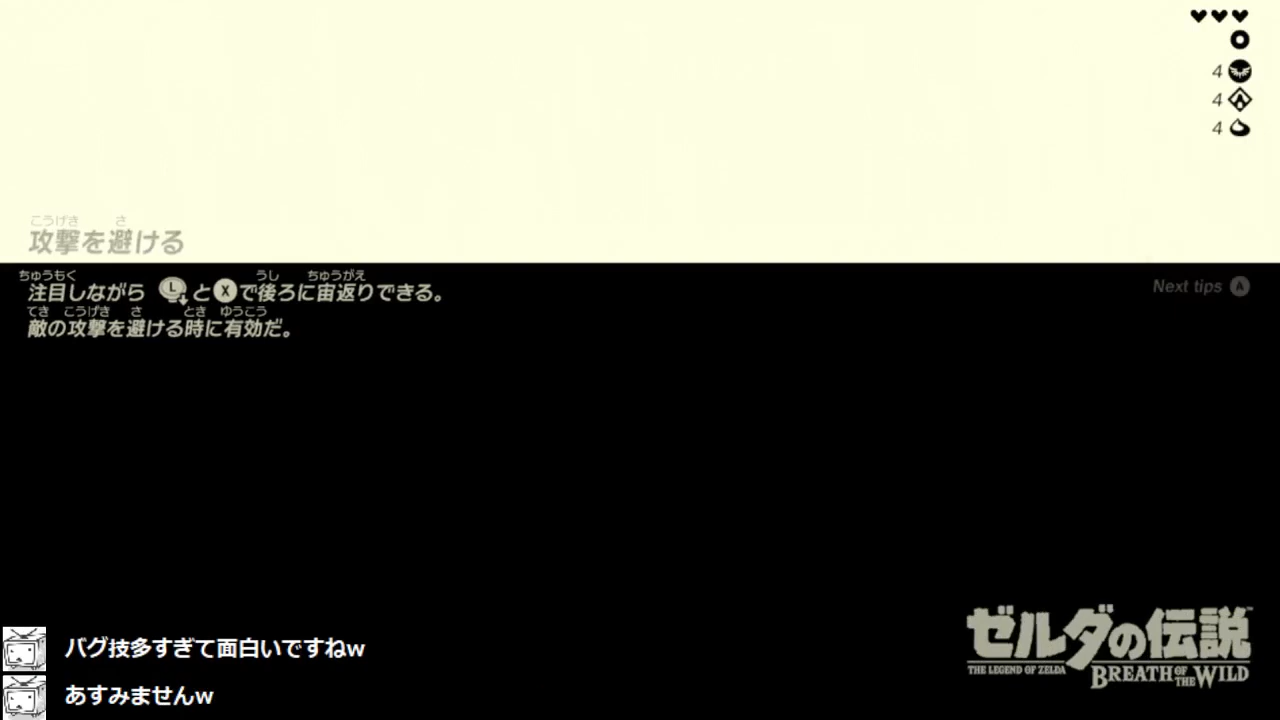 4
4
4
こうげき さ
攻撃を避ける
ちゅうもく うし ちゅうがえ
注目しながら LとXで後ろに宙返りできる。
てき こうげき さ とき ゆうこう
敵の攻撃を避ける時に有効だ。
Next tips A
ゼルダの伝説™
THE LEGEND OF ZELDA
BREATH OF THE WILD
バグ技多すぎて面白いですねw
あすみませんw